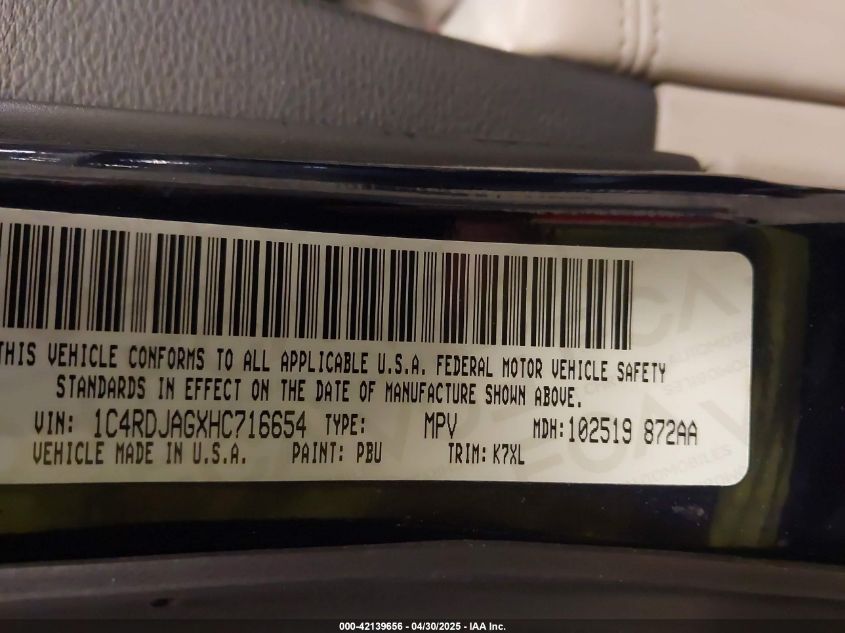 THIS VEHICLE CONFORMS TO ALL APPLICABLE U.S.A. FEDERAL MOTOR VEHICLE SAFETY
STANDARDS IN EFFECT ON THE DATE OF MANUFACTURE SHOWN ABOVE.
VIN: 1C4RDJAGXHC716654 TYPE: MPV MDH: 102519 872AA
VEHICLE MADE IN U.S.A. PAINT: PBU TRIM: K7XL
000-42139656 - 04/30/2025 - IAA Inc.